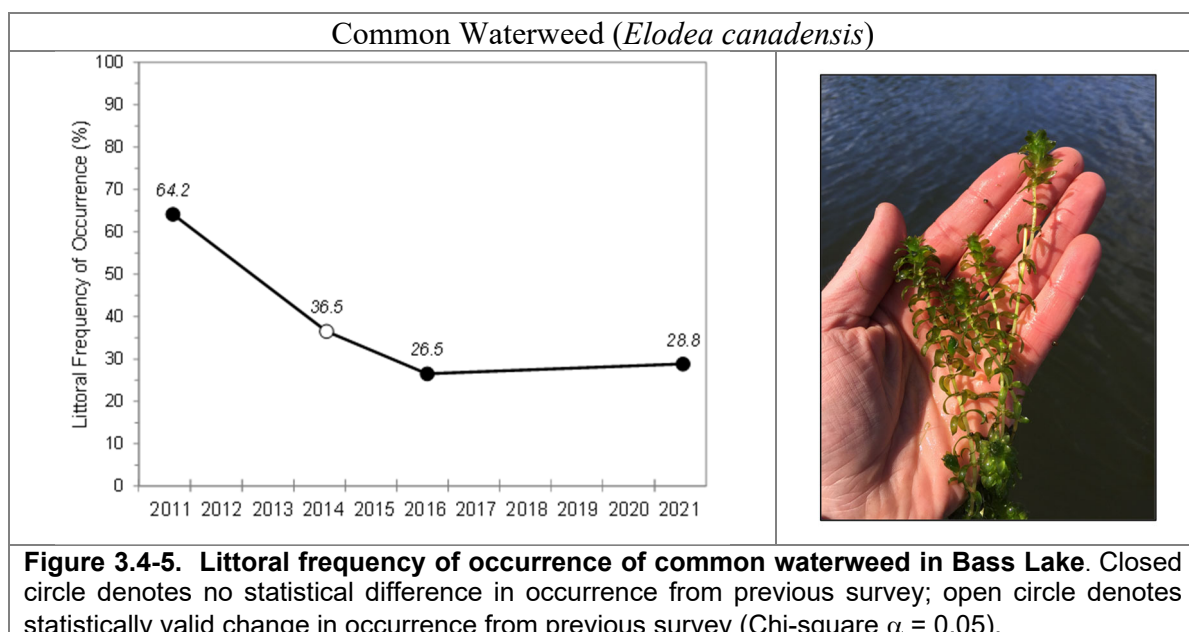 Common Waterweed (Elodea canadensis)
Littoral Frequency of Occurrence (%)
100
90
80
70
60
50
40
30
20
10
0
64.2
36.5
26.5
28.8
2011 2012 2013 2014 2015 2016 2017 2018 2019 2020 2021
Figure 3.4-5. Littoral frequency of occurrence of common waterweed in Bass Lake. Closed
circle denotes no statistical difference in occurrence from previous survey; open circle denotes
statistically valid change in occurrence from previous survey (Chi-square α = 0.05).